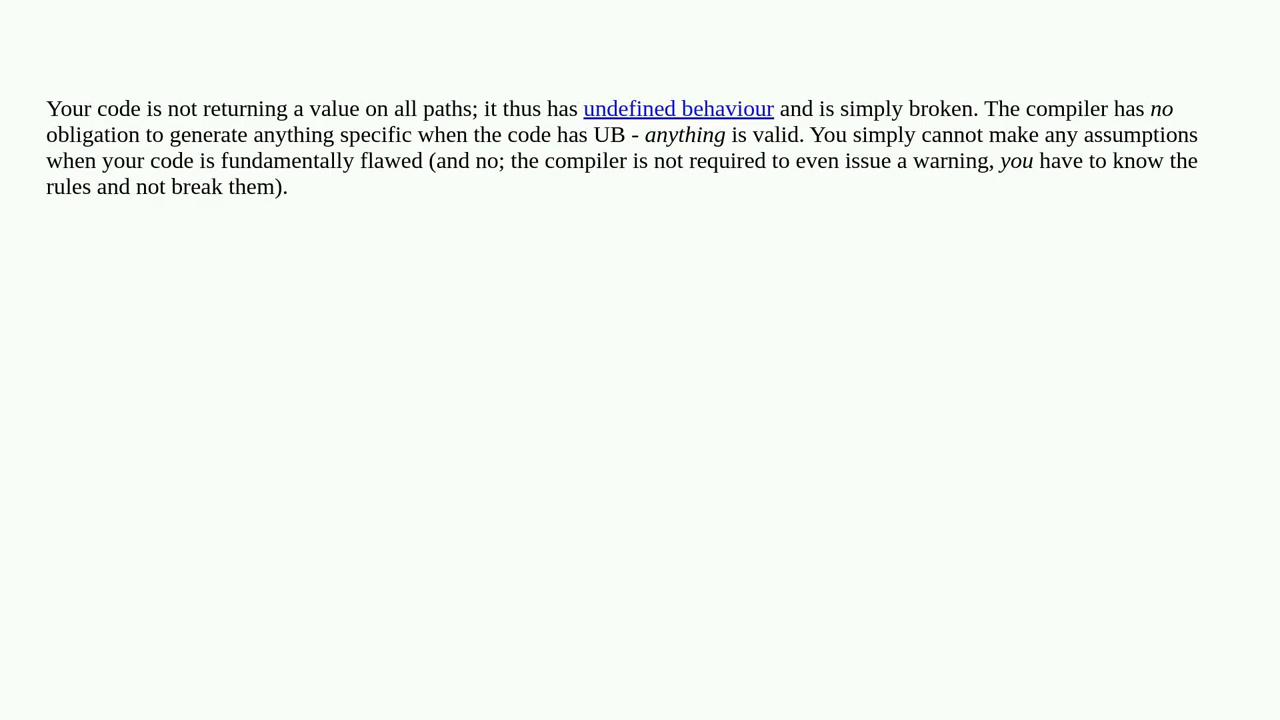 Your code is not returning a value on all paths; it thus has undefined behaviour and is simply broken. The compiler has no
obligation to generate anything specific when the code has UB - anything is valid. You simply cannot make any assumptions
when your code is fundamentally flawed (and no; the compiler is not required to even issue a warning, you have to know the
rules and not break them).